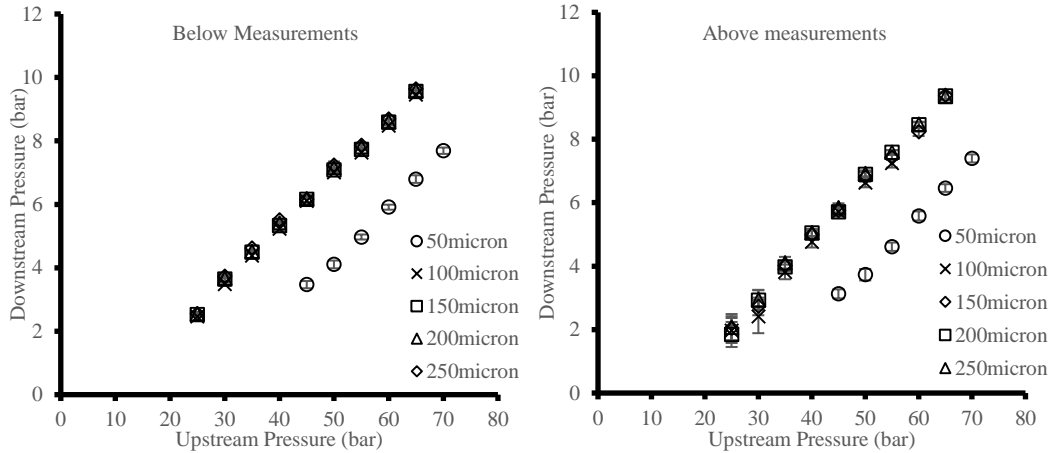 Below Measurements
Downstream Pressure (bar)
12
10
8
6
4
2
0
50micron
100micron
150micron
200micron
250micron
0 10 20 30 40 50 60 70 80
Upstream Pressure (bar)
Above measurements
Downstream Pressure (bar)
12
10
8
6
4
2
0
50micron
100micron
150micron
200micron
250micron
0 10 20 30 40 50 60 70 80
Upstream Pressure (bar)